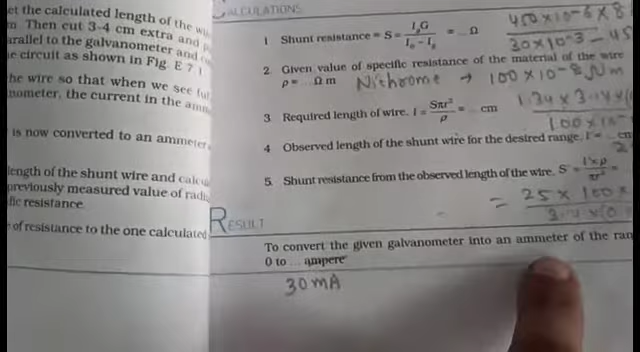 et the calculated length of the
Then cut 3-4 cm extra and
arallel to the galvanometer and
e circuit as shown in Fig. E 7.1
he wire so that when we see
nometer, the current in the
is now converted to an ammeter
length of the shunt wire and
previously measured value of
fic resistance.
of resistance to the one calculated
CALCULATIONS
1 Shunt resistance = S = IgG / I0 - Ig = ... Ω
450×10-6×8
30×10-3-45
2. Given value of specific resistance of the material of the wire
ρ = ... Ω m Nithrome → 100×10-8
3 Required length of wire, l = Sπr² / ρ = ... cm
1.34×3.14×
100×10-
4 Observed length of the shunt wire for the desired range, l' = ... cm
5. Shunt resistance from the observed length of the wire, S' = l'×ρ / πr² =
= 25×100×
RESULT
To convert the given galvanometer into an ammeter of the ran
0 to ... ampere
30 mA